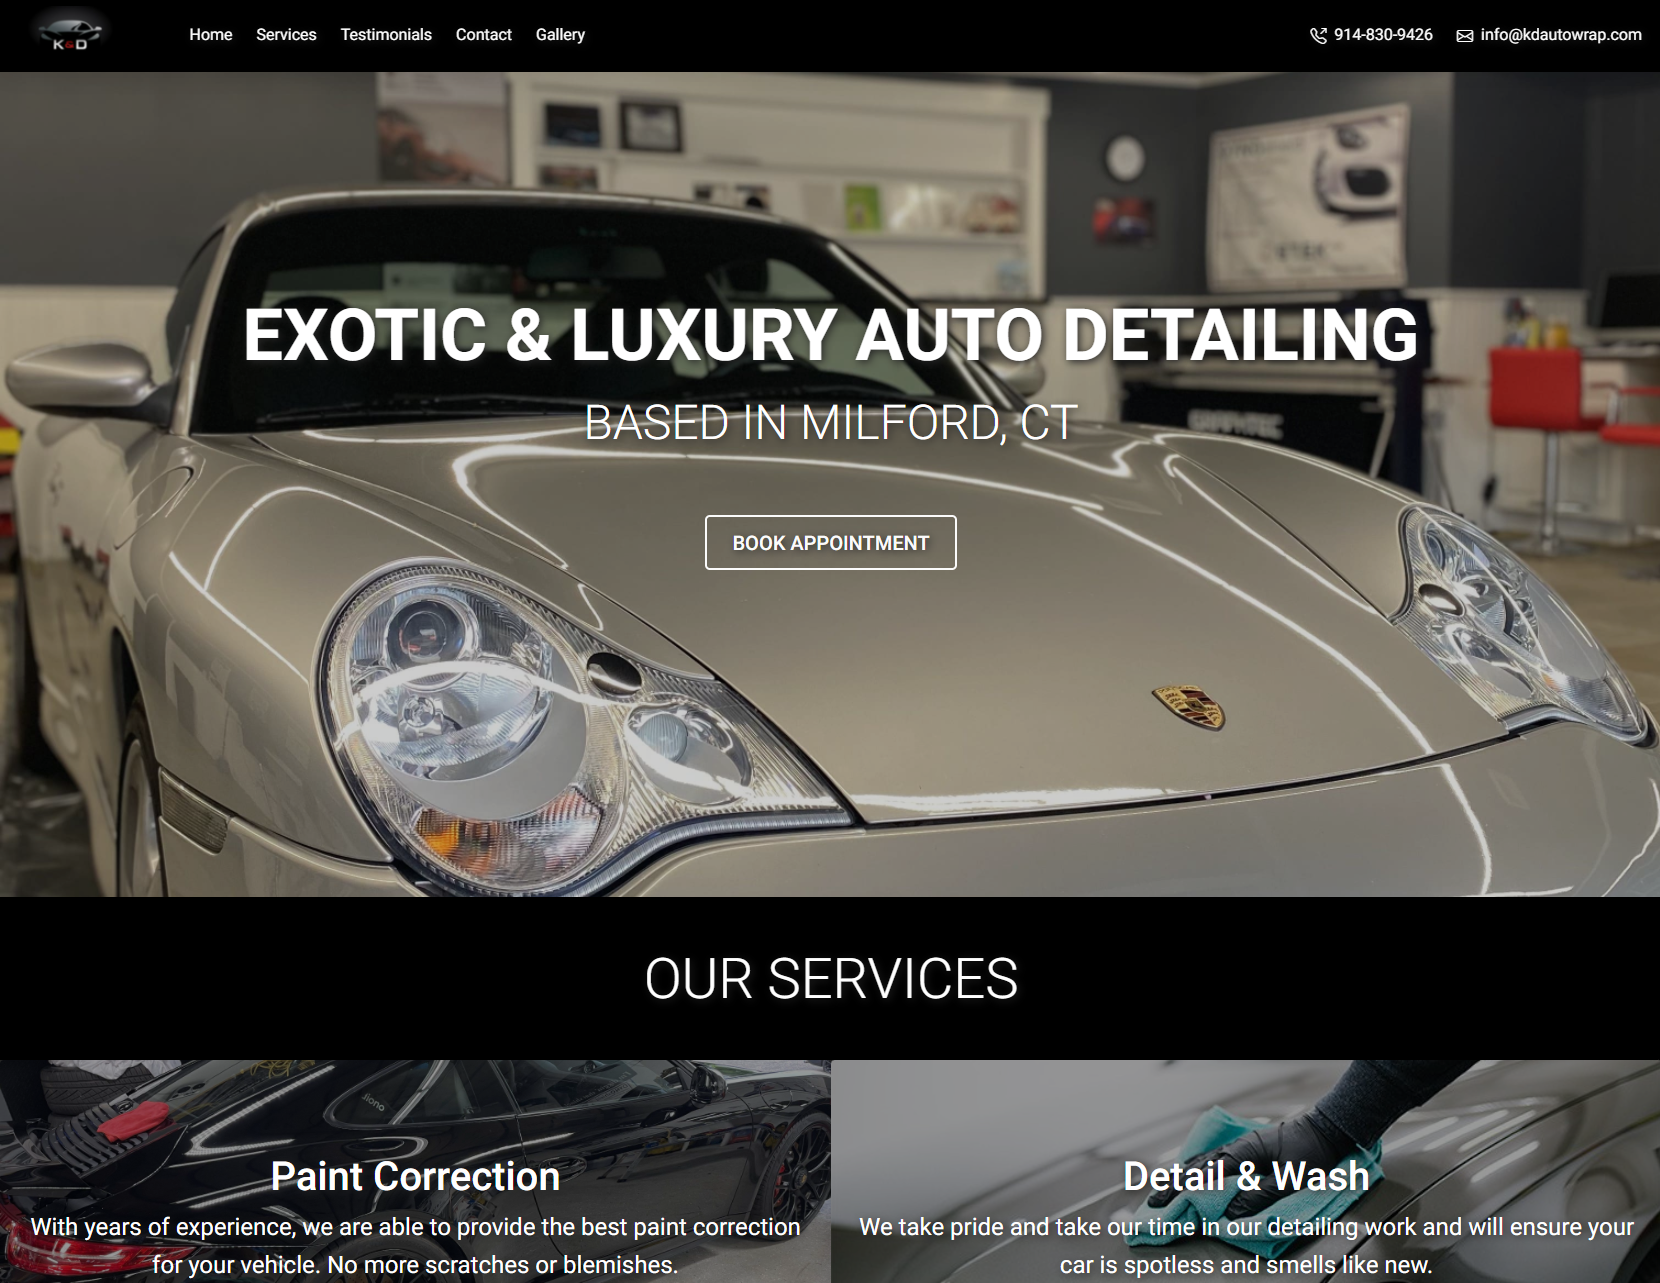 K&D
Home Services Testimonials Contact Gallery
914-830-9426 info@kdautowrap.com
EXOTIC & LUXURY AUTO DETAILING
BASED IN MILFORD, CT
BOOK APPOINTMENT
OUR SERVICES
Paint Correction
With years of experience, we are able to provide the best paint correction
for your vehicle. No more scratches or blemishes.
Detail & Wash
We take pride and take our time in our detailing work and will ensure your
car is spotless and smells like new.